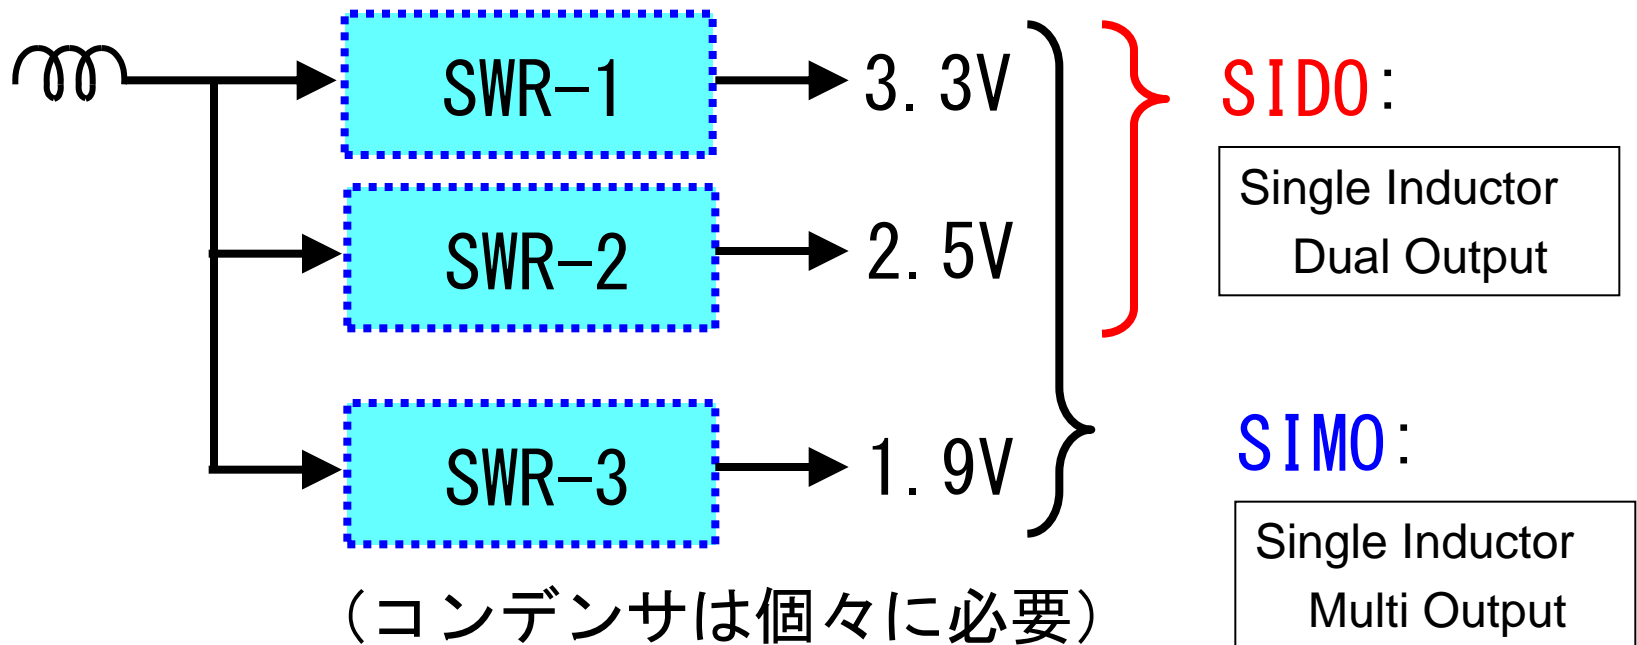 SWR-1
3.3V
SIDO:
Single Inductor
Dual Output
SWR-2
2.5V
SWR-3
1.9V
SIMO:
Single Inductor
Multi Output
(コンデンサは個々に必要)